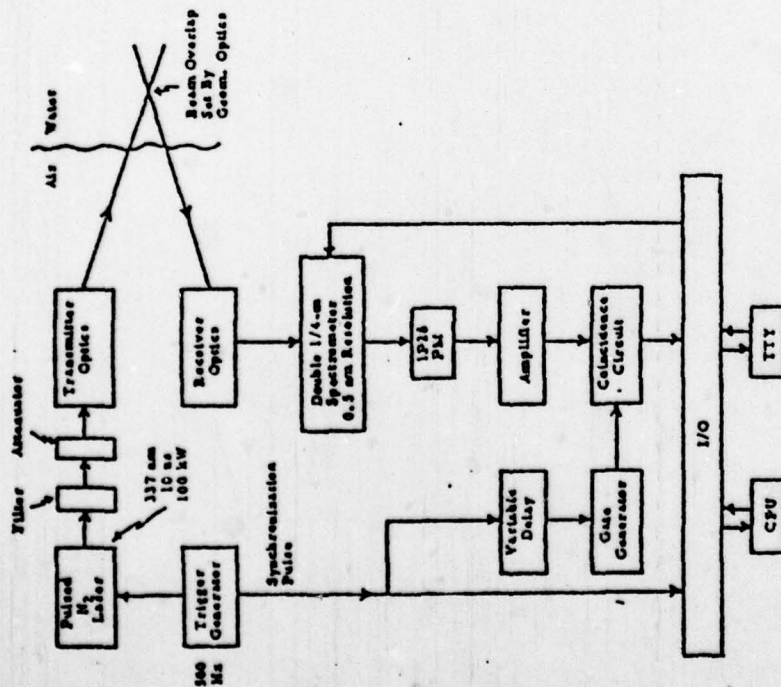 Air
Water
Beam Overlap
Set By
Geom. Optics
Filter
Attenuator
Pulsed
N2
Laser
337 nm
10 ns
100 kW
Transmitter
Optics
500
Hz
Trigger
Generator
Receiver
Optics
Synchronization
Pulse
Double 1/4-m
Spectrometer
0.5 nm Resolution
1P28
PM
Variable
Delay
Amplifier
Gate
Generator
Coincidence
Circuit
I/O
CPU
TTY